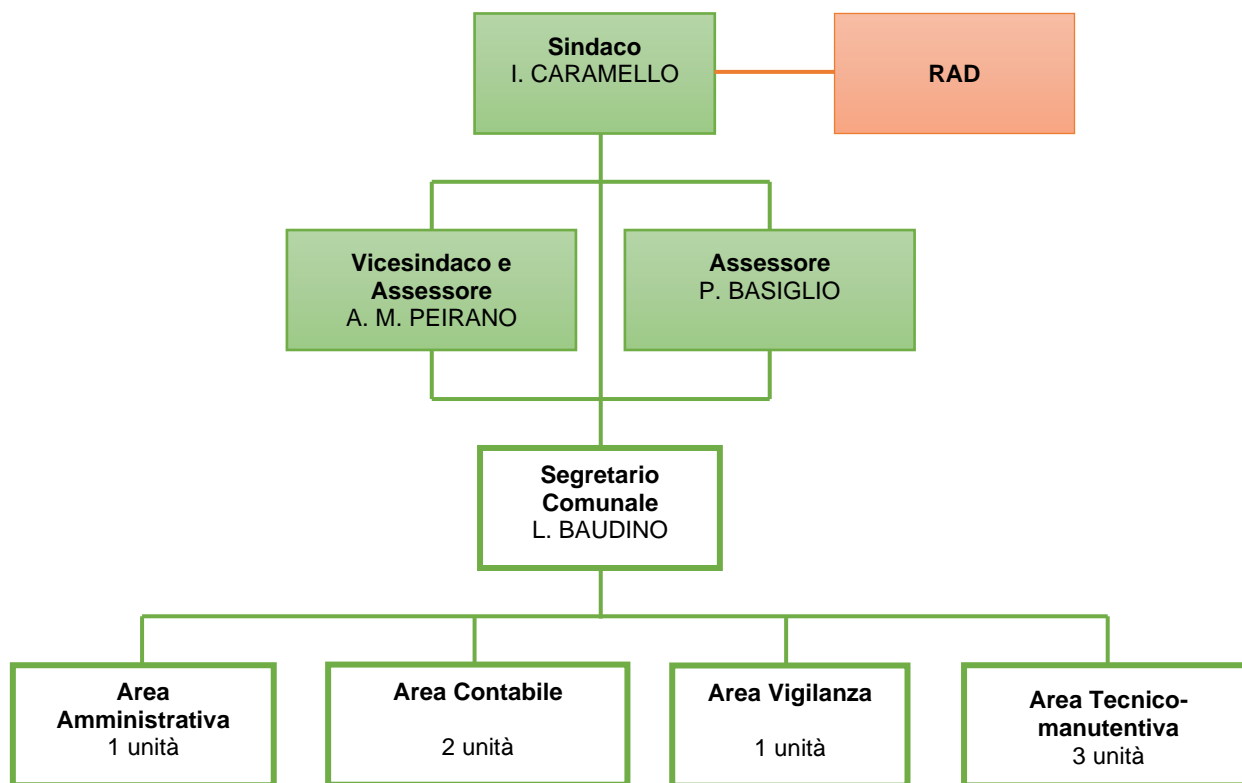 Sindaco
I. CARAMELLO
RAD
Vicesindaco e
Assessore
A. M. PEIRANO
Assessore
P. BASIGLIO
Segretario
Comunale
L. BAUDINO
Area
Amministrativa
1 unità
Area Contabile
2 unità
Area Vigilanza
1 unità
Area Tecnico-
manutentiva
3 unità